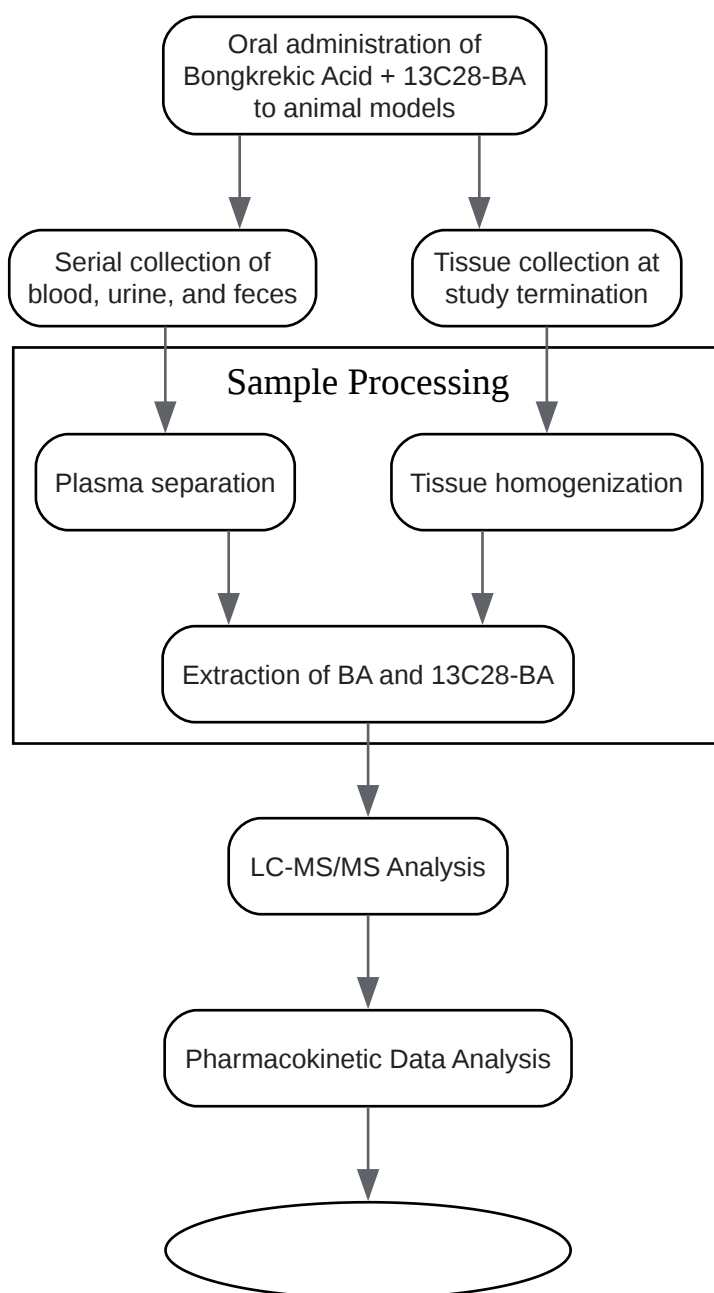 Oral administration of
Bongkrekic Acid + 13C28-BA
to animal models
Serial collection of
blood, urine, and feces
Tissue collection at
study termination
Sample Processing
Plasma separation
Tissue homogenization
Extraction of BA and 13C28-BA
LC-MS/MS Analysis
Pharmacokinetic Data Analysis